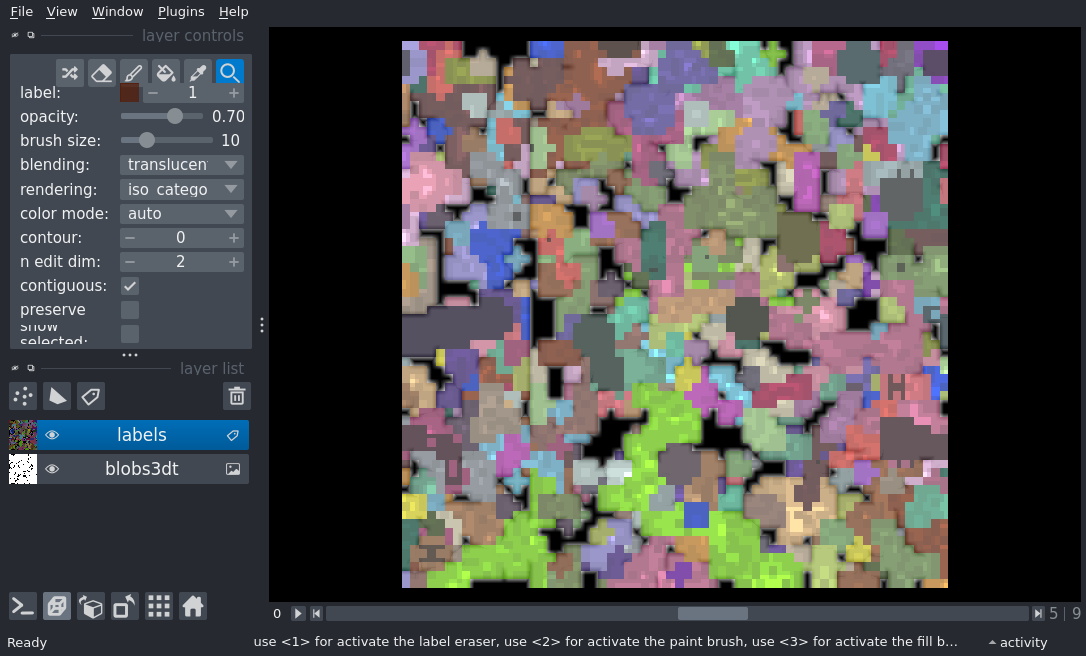 File View Window Plugins Help
layer controls
label: 1
opacity: 0.70
brush size: 10
blending: translucen
rendering: iso catego
color mode: auto
contour: 0
n edit dim: 2
contiguous:
preserve
show
selected:
layer list
labels
blobs3dt
0 5 | 9
Ready use <1> for activate the label eraser, use <2> for activate the paint brush, use <3> for activate the fill b... activity